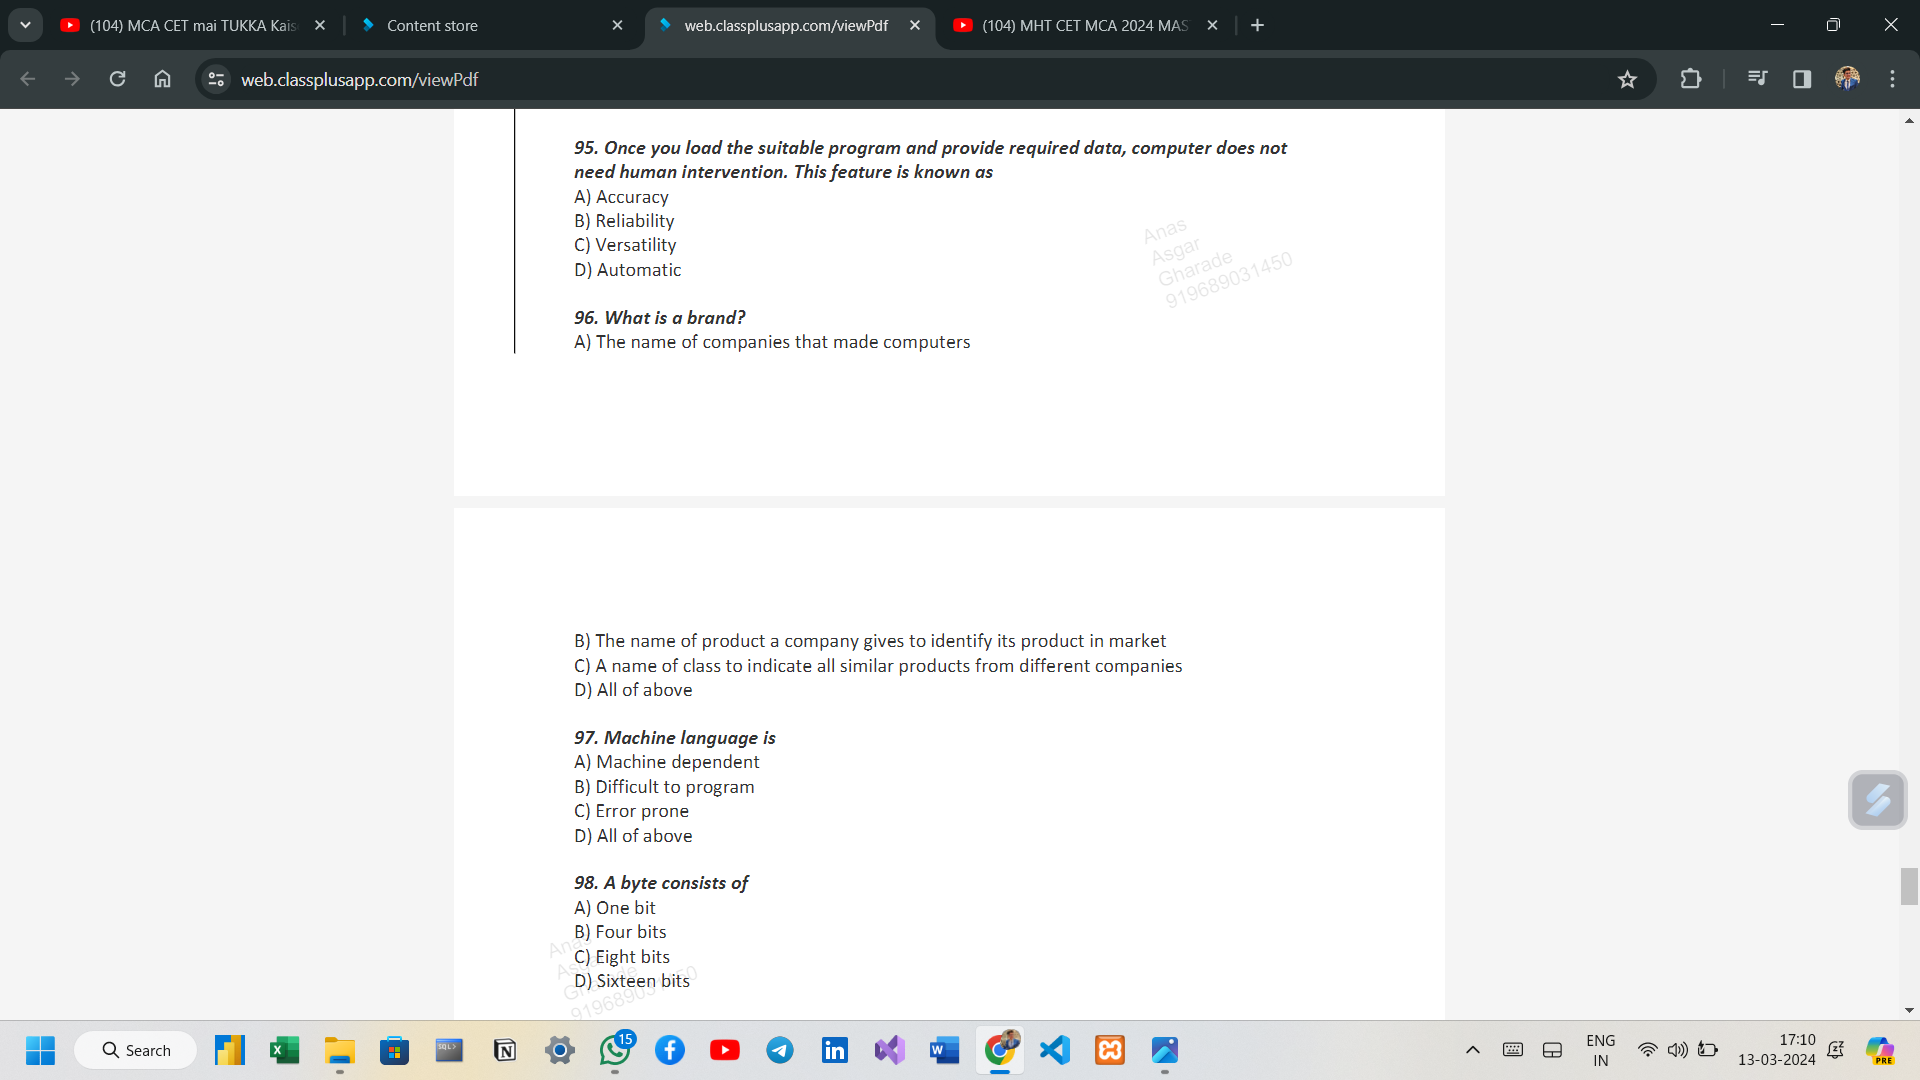 (104) MCA CET mai TUKKA Kais
Content store
web.classplusapp.com/viewPdf
(104) MHT CET MCA 2024 MAS
web.classplusapp.com/viewPdf
95. Once you load the suitable program and provide required data, computer does not
need human intervention. This feature is known as
A) Accuracy
B) Reliability
C) Versatility
D) Automatic
Anas
Asgar
Gharade
919689031450
96. What is a brand?
A) The name of companies that made computers
B) The name of product a company gives to identify its product in market
C) A name of class to indicate all similar products from different companies
D) All of above
97. Machine language is
A) Machine dependent
B) Difficult to program
C) Error prone
D) All of above
98. A byte consists of
A) One bit
B) Four bits
C) Eight bits
D) Sixteen bits
Anas
Asgar
Gharade
919689031450
Search
SQL>
15
ENG
IN
17:10
13-03-2024
PRE